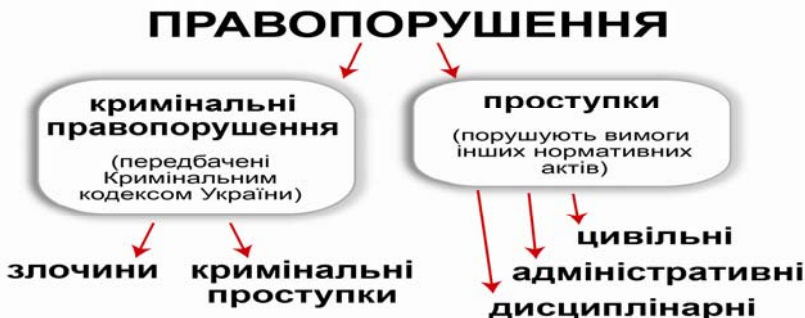 ПРАВОПОРУШЕННЯ
кримінальні
правопорушення
(передбачені
Кримінальним
кодексом України)
проступки
(порушують вимоги
інших нормативних
актів)
злочини
кримінальні
проступки
цивільні
адміністративні
дисциплінарні